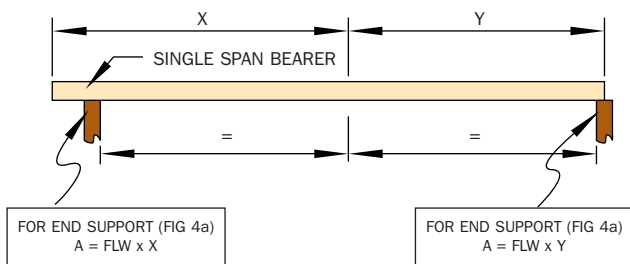 X
Y
SINGLE SPAN BEARER
=
=
FOR END SUPPORT (FIG 4a)
A = FLW x X
FOR END SUPPORT (FIG 4a)
A = FLW x Y